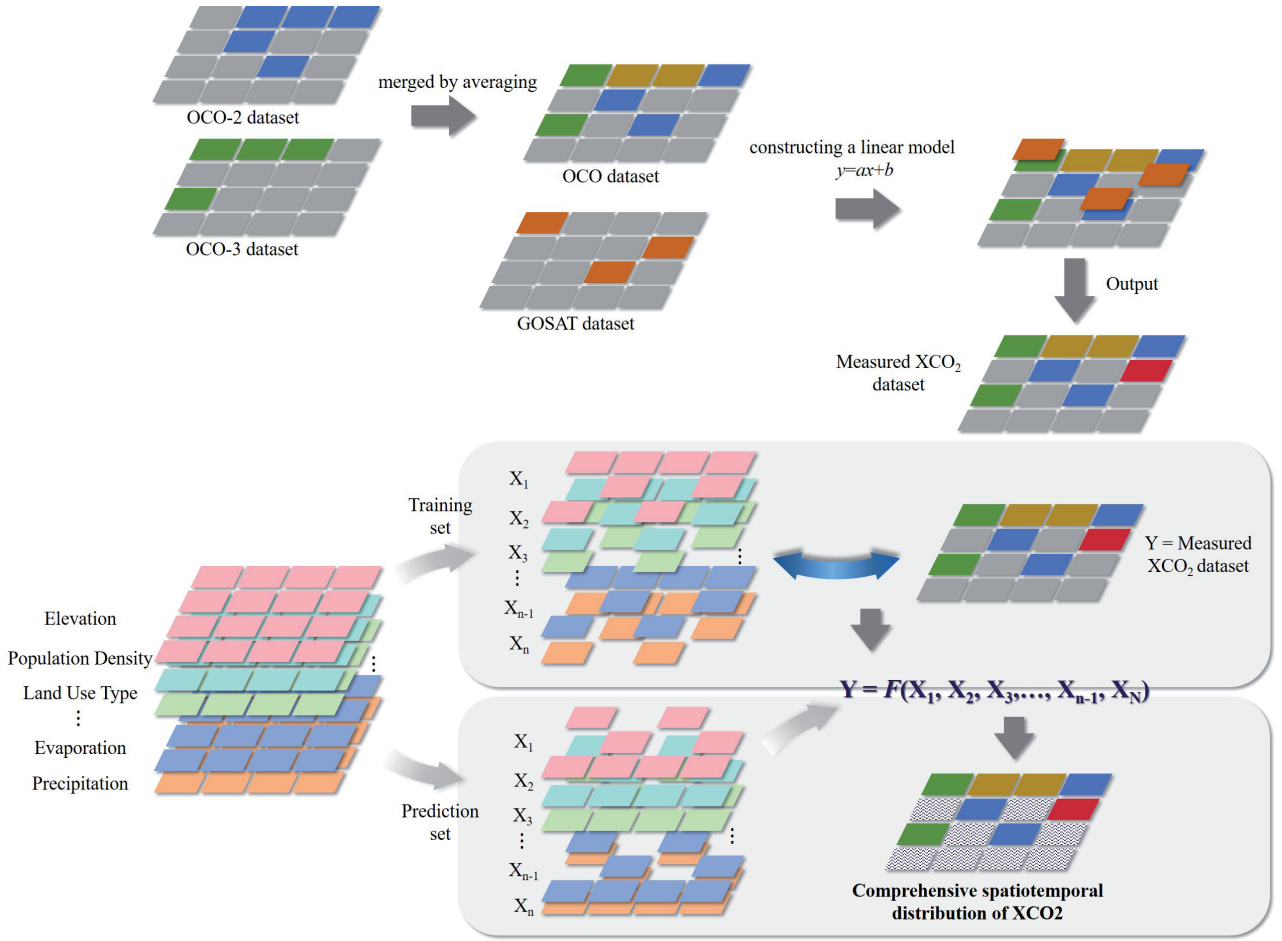 OCO-2 dataset
merged by averaging
OCO-3 dataset
OCO dataset
GOSAT dataset
constructing a linear model
y=ax+b
Output
Measured XCO₂
dataset
Training
set
X₁
X₂
X₃
⋮
Xₙ₋₁
Xₙ
⋮
Y = Measured
XCO₂ dataset
Elevation
Population Density
Land Use Type
⋮
Evaporation
Precipitation
⋮
Y = F(X₁, X₂, X₃,…, Xₙ₋₁, X_N)
Prediction
set
X₁
X₂
X₃
⋮
Xₙ₋₁
Xₙ
⋮
Comprehensive spatiotemporal
distribution of XCO2